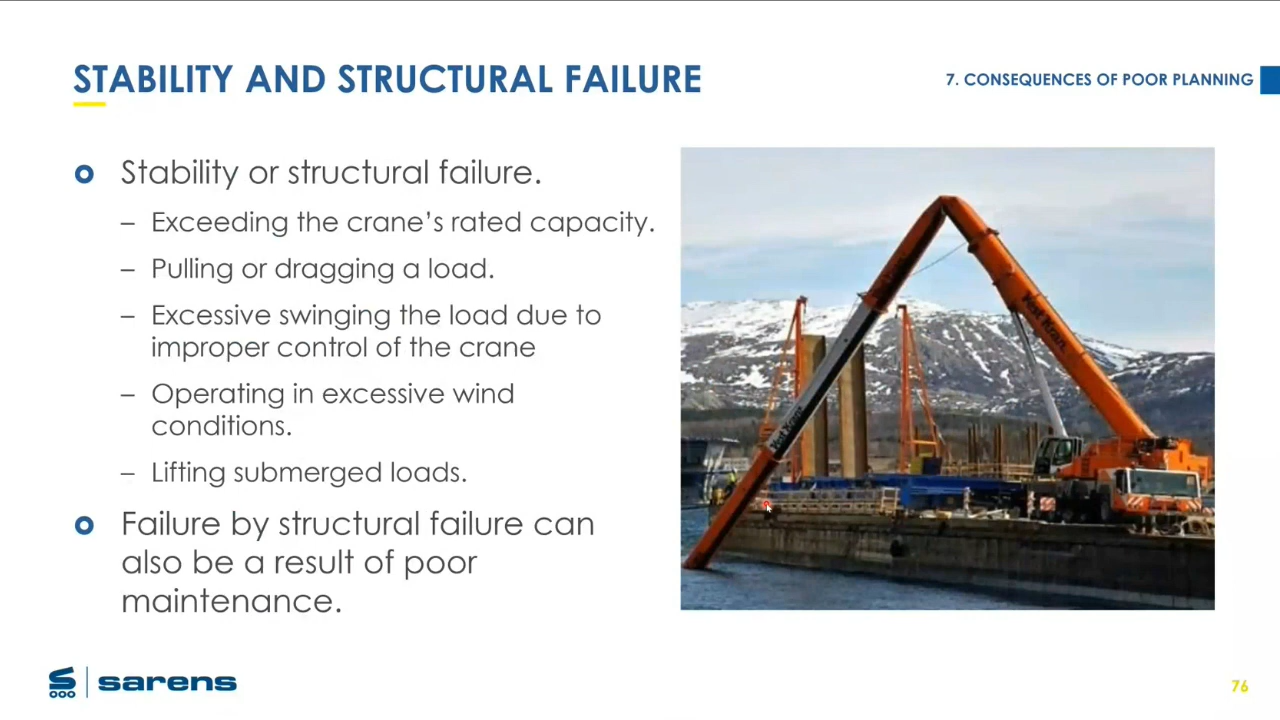 STABILITY AND STRUCTURAL FAILURE
7. CONSEQUENCES OF POOR PLANNING
Stability or structural failure.
– Exceeding the crane’s rated capacity.
– Pulling or dragging a load.
– Excessive swinging the load due to
improper control of the crane
– Operating in excessive wind
conditions.
– Lifting submerged loads.
Failure by structural failure can
also be a result of poor
maintenance.
sarens
76